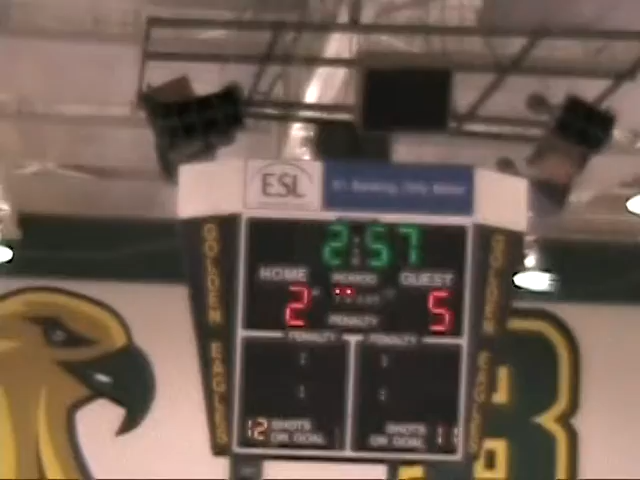 ESL
2:57
HOME PERIOD GUEST
2 5
PENALTY
PENALTY PENALTY
12 SHOTS ON GOAL
SHOTS ON GOAL 11
GOLDEN EAGLES
GOLDEN EAGLES
B